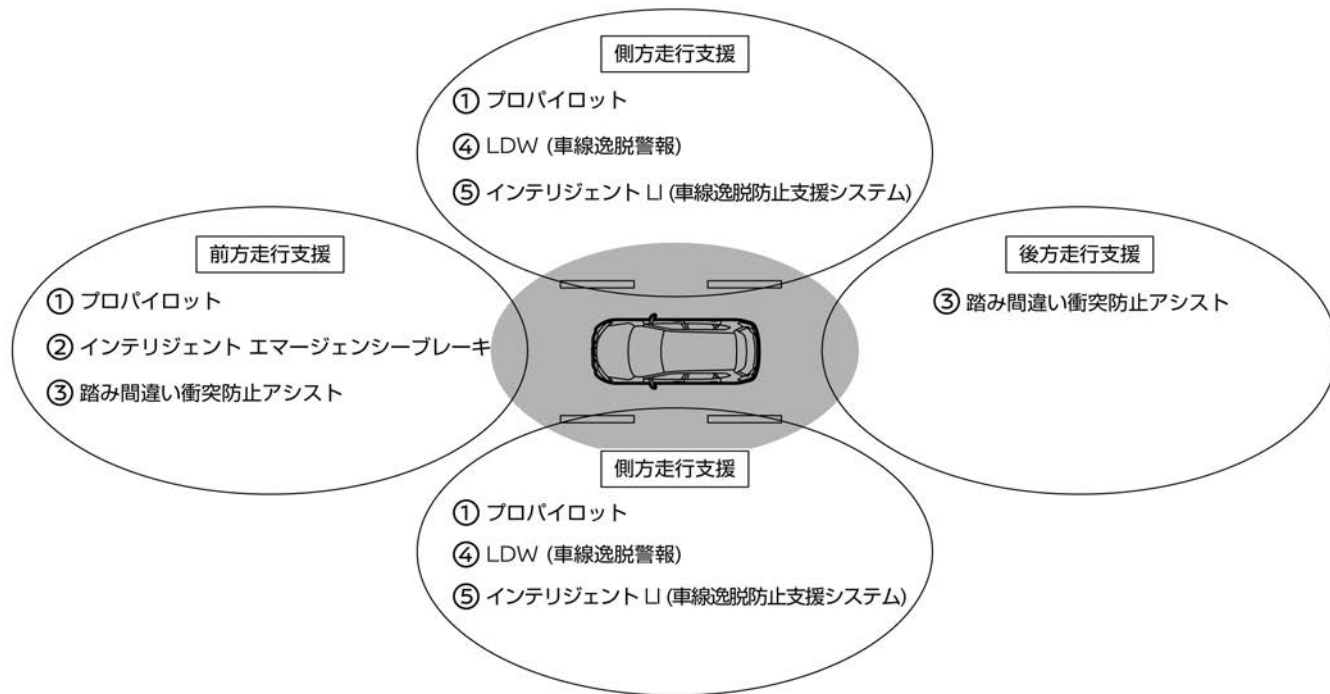 側方走行支援
① プロパイロット
④ LDW (車線逸脱警報)
⑤ インテリジェント LI (車線逸脱防止支援システム)
前方走行支援
① プロパイロット
② インテリジェント エマージェンシーブレーキ
③ 踏み間違い衝突防止アシスト
後方走行支援
③ 踏み間違い衝突防止アシスト
側方走行支援
① プロパイロット
④ LDW (車線逸脱警報)
⑤ インテリジェント LI (車線逸脱防止支援システム)